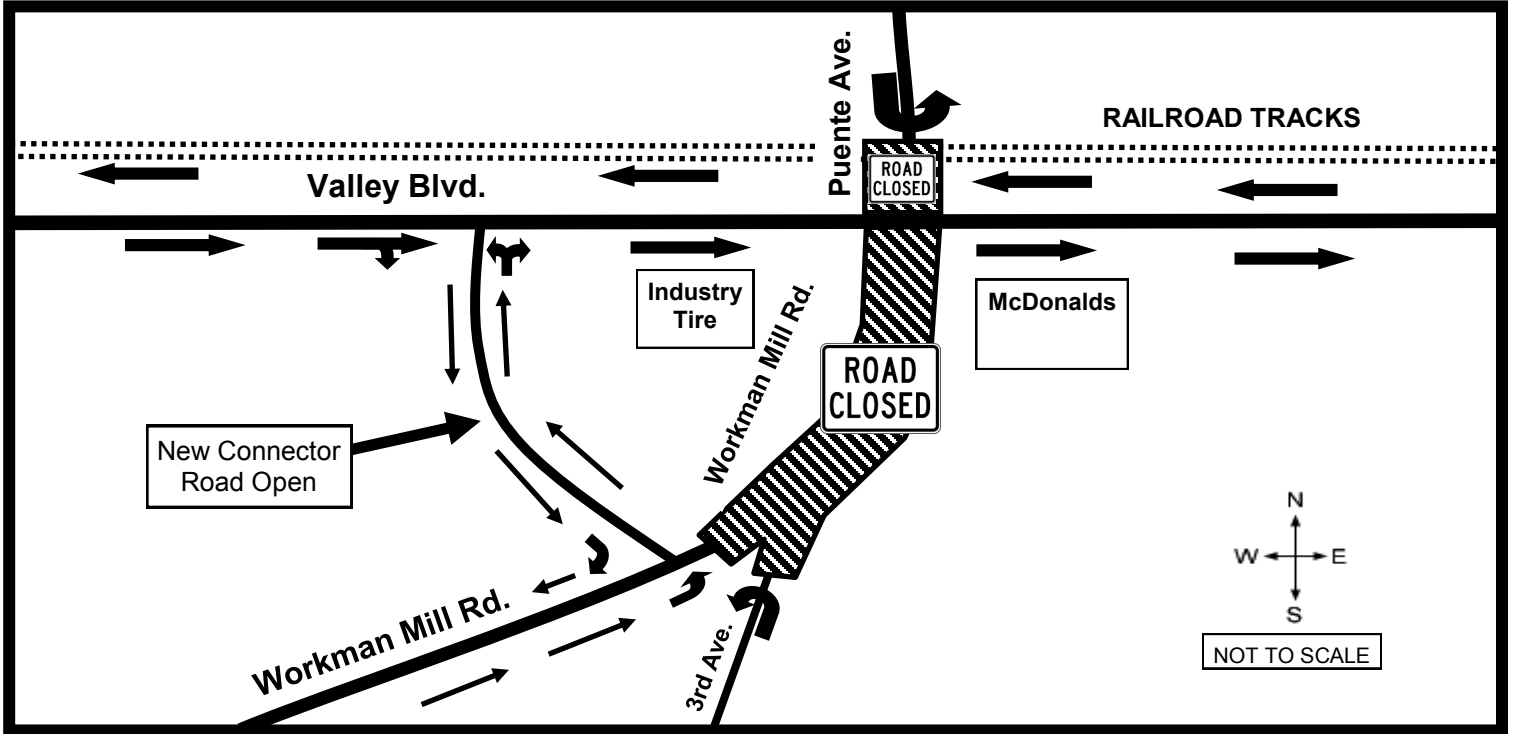 Puente Ave.
RAILROAD TRACKS
ROAD
CLOSED
Valley Blvd.
Industry
Tire
Workman Mill Rd.
McDonalds
ROAD
CLOSED
New Connector
Road Open
N
W E
S
Workman Mill Rd.
3rd Ave.
NOT TO SCALE